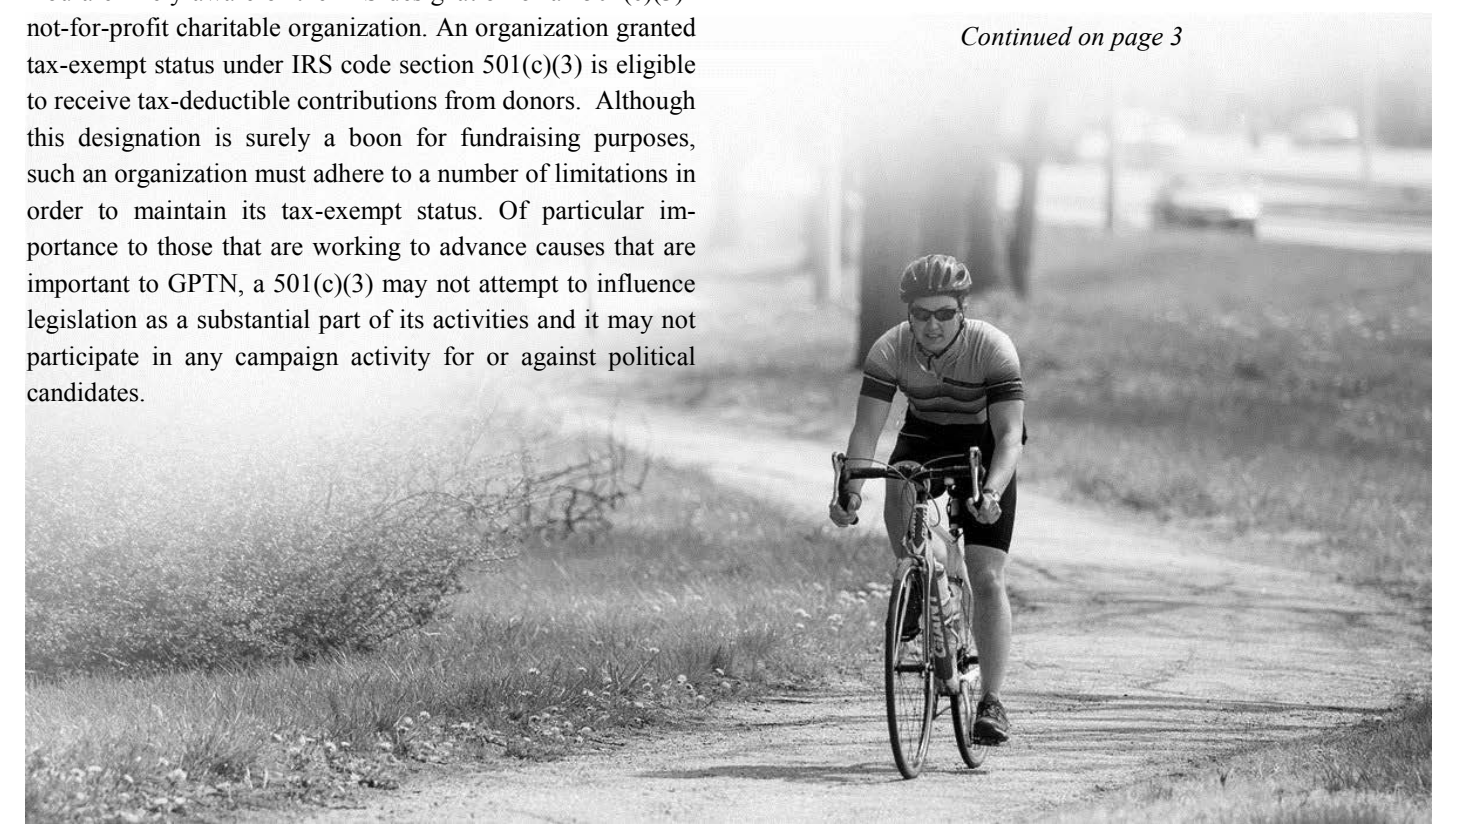 not-for-profit charitable organization. An organization granted
tax-exempt status under IRS code section 501(c)(3) is eligible
to receive tax-deductible contributions from donors.  Although
this designation is surely a boon for fundraising purposes,
such an organization must adhere to a number of limitations in
order to maintain its tax-exempt status. Of particular im-
portance to those that are working to advance causes that are
important to GPTN, a 501(c)(3) may not attempt to influence
legislation as a substantial part of its activities and it may not
participate in any campaign activity for or against political
candidates.
Continued on page 3